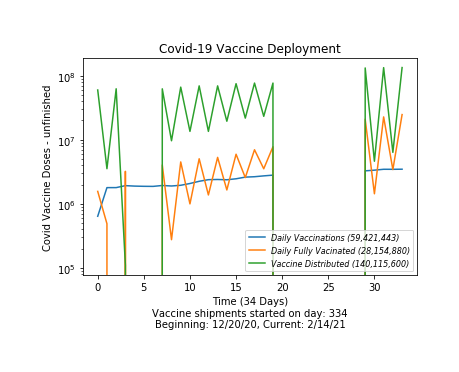 Covid-19 Vaccine Deployment
Covid Vaccine Doses - unfinished
10⁸
10⁷
10⁶
10⁵
0 5 10 15 20 25 30
Daily Vaccinations (59,421,443)
Daily Fully Vacinated (28,154,880)
Vaccine Distributed (140,115,600)
Time (34 Days)
Vaccine shipments started on day: 334
Beginning: 12/20/20, Current: 2/14/21